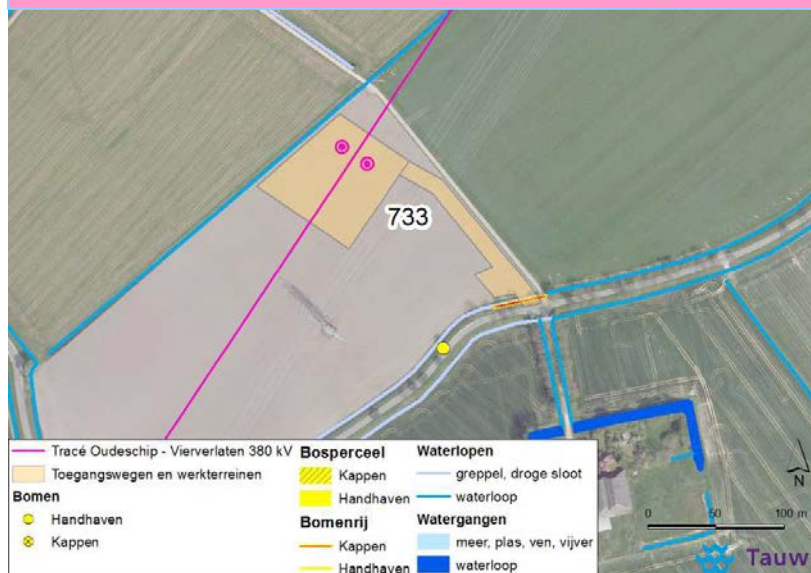 733
Tracé Oudeschip - Vierverlaten 380 kV
Toegangswegen en werkterreinen
Bomen
Handhaven
Kappen
Bosperceel
Kappen
Handhaven
Bomenrij
Kappen
Handhaven
Waterlopen
greppel, droge sloot
waterloop
Watergangen
meer, plas, ven, vijver
waterloop
N
0 50 100 m
Tauw